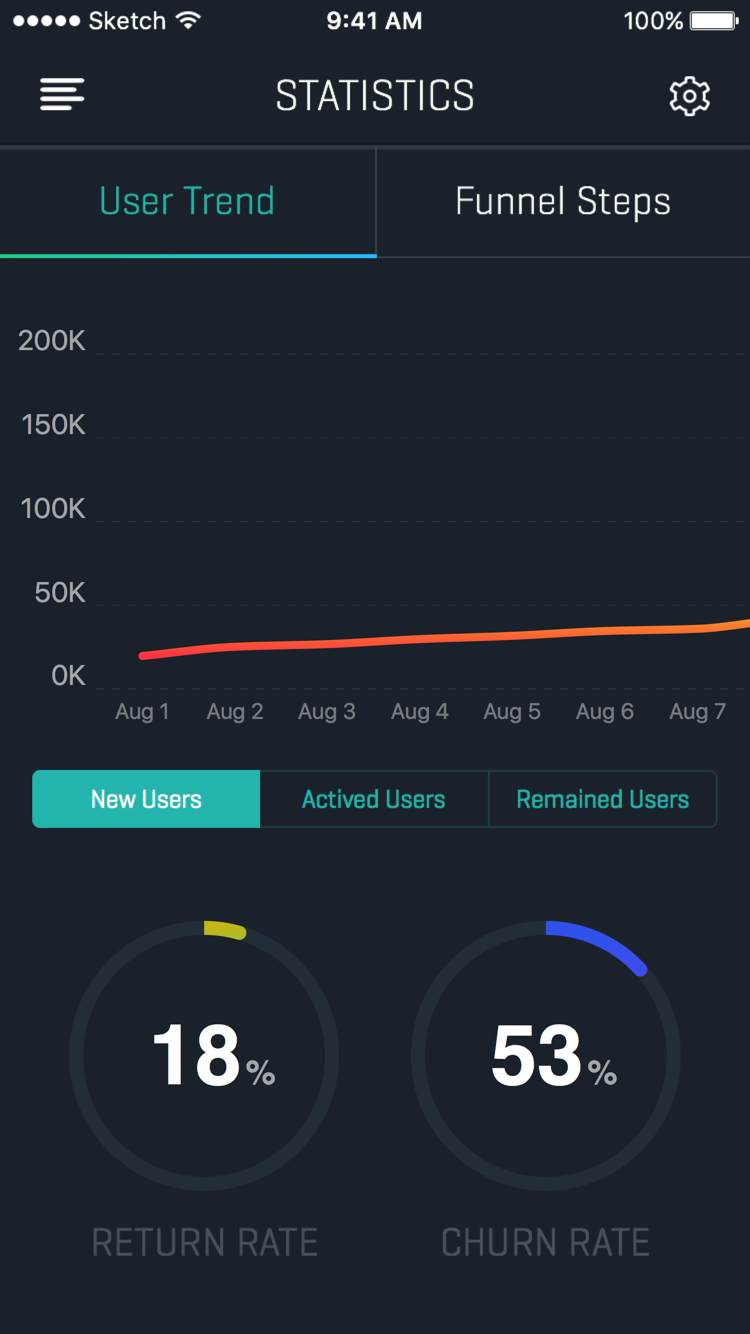 Sketch 9:41 AM 100%
STATISTICS
User Trend Funnel Steps
200K
150K
100K
50K
0K
Aug 1 Aug 2 Aug 3 Aug 4 Aug 5 Aug 6 Aug 7
New Users Actived Users Remained Users
18% 53%
RETURN RATE CHURN RATE